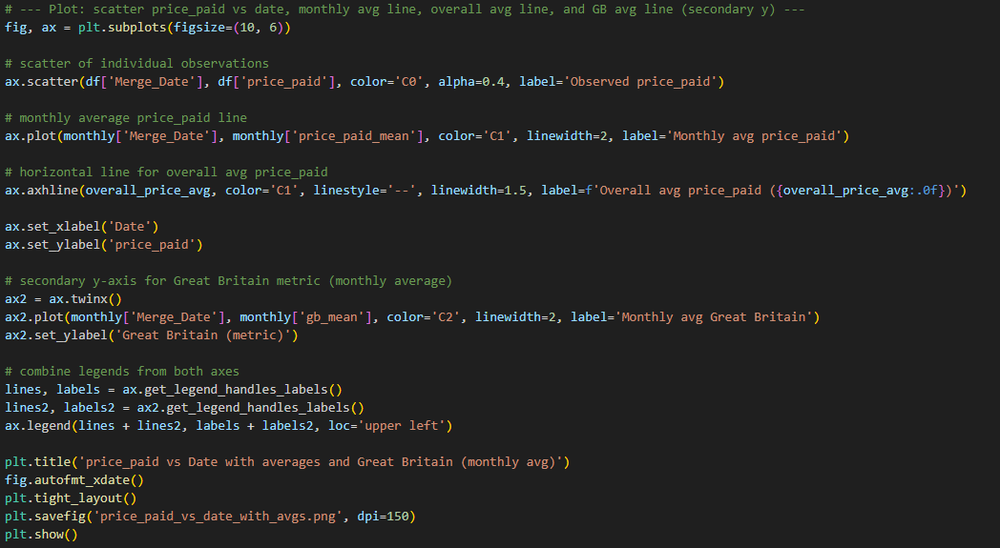 # --- Plot: scatter price_paid vs date, monthly avg line, overall avg line, and GB avg line (secondary y) ---
fig, ax = plt.subplots(figsize=(10, 6))

# scatter of individual observations
ax.scatter(df['Merge_Date'], df['price_paid'], color='C0', alpha=0.4, label='Observed price_paid')

# monthly average price_paid line
ax.plot(monthly['Merge_Date'], monthly['price_paid_mean'], color='C1', linewidth=2, label='Monthly avg price_paid')

# horizontal line for overall avg price_paid
ax.axhline(overall_price_avg, color='C1', linestyle='--', linewidth=1.5, label=f'Overall avg price_paid ({overall_price_avg:.0f})')

ax.set_xlabel('Date')
ax.set_ylabel('price_paid')

# secondary y-axis for Great Britain metric (monthly average)
ax2 = ax.twinx()
ax2.plot(monthly['Merge_Date'], monthly['gb_mean'], color='C2', linewidth=2, label='Monthly avg Great Britain')
ax2.set_ylabel('Great Britain (metric)')

# combine legends from both axes
lines, labels = ax.get_legend_handles_labels()
lines2, labels2 = ax2.get_legend_handles_labels()
ax.legend(lines + lines2, labels + labels2, loc='upper left')

plt.title('price_paid vs Date with averages and Great Britain (monthly avg)')
fig.autofmt_xdate()
plt.tight_layout()
plt.savefig('price_paid_vs_date_with_avgs.png', dpi=150)
plt.show()